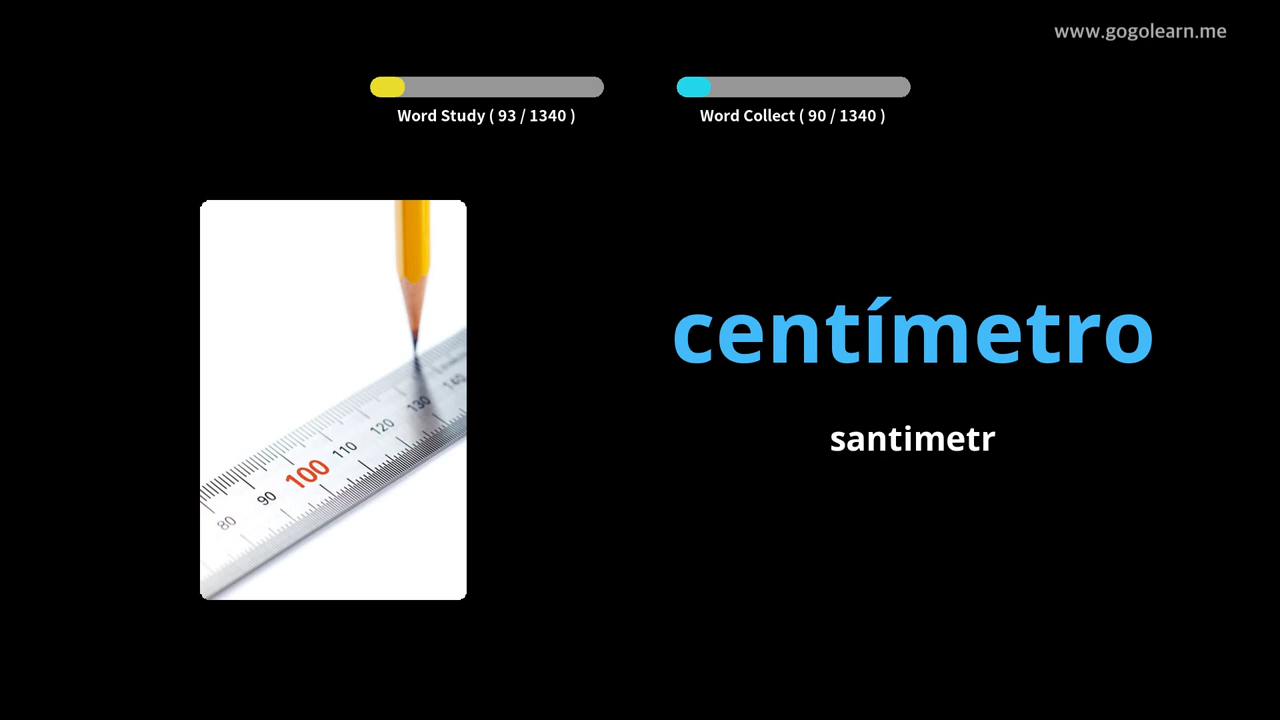 www.gogolearn.me
Word Study ( 93 / 1340 )
Word Collect ( 90 / 1340 )
centímetro
santimetr
80
90
100
110
120
130
140